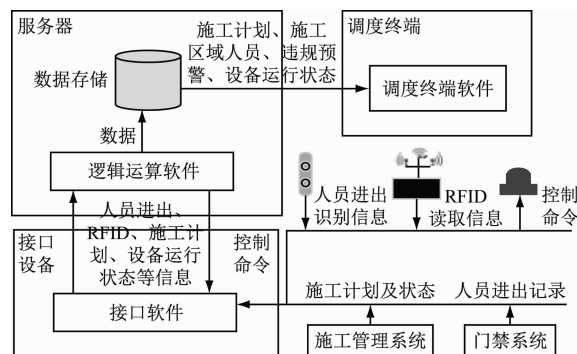 服务器
数据存储
数据
逻辑运算软件
施工计划、施工
区域人员、违规预
警、设备运行状态
调度终端
调度终端软件
人员进出
识别信息
RFID
读取信息
控制
命令
人员进出、
RFID、施工计
划、设备运行
状态等信息
控制
命令
接口
设备
接口软件
施工计划及状态
人员进出记录
施工管理系统
门禁系统